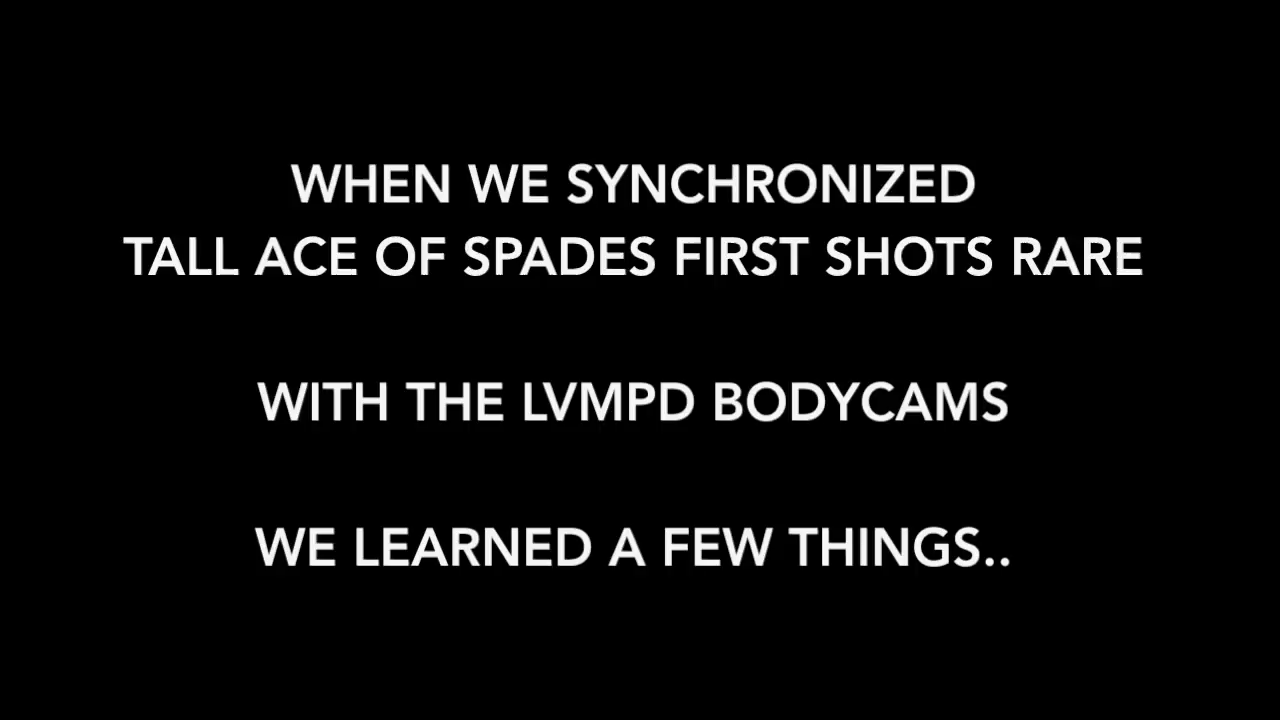 WHEN WE SYNCHRONIZED
TALL ACE OF SPADES FIRST SHOTS RARE
WITH THE LVMPD BODYCAMS
WE LEARNED A FEW THINGS..